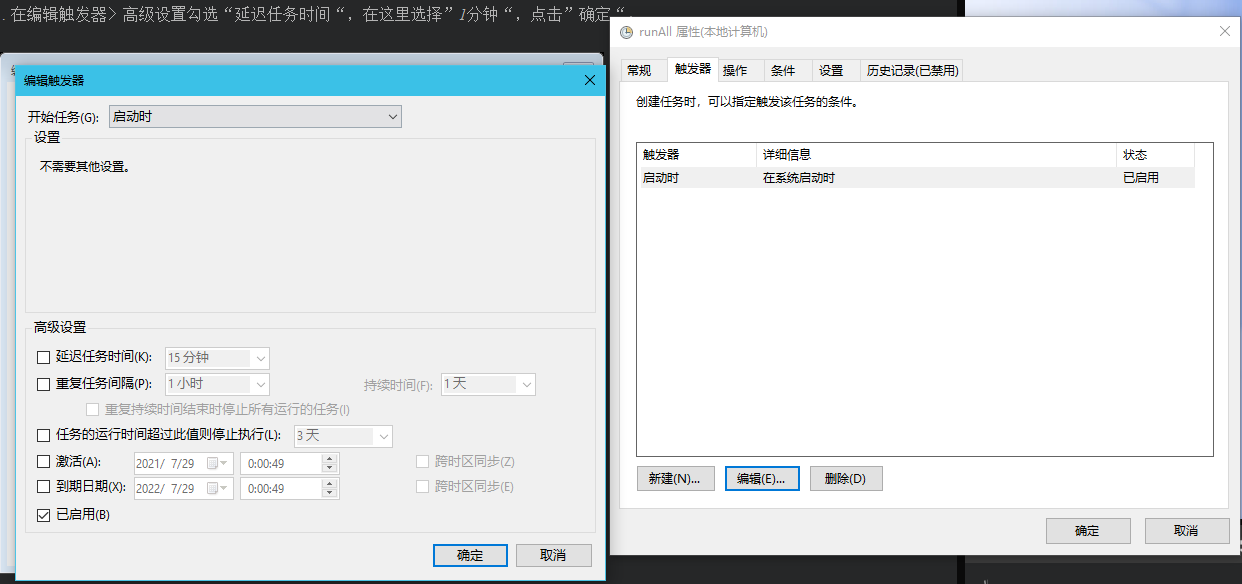 .在编辑触发器>高级设置勾选“延迟任务时间“，在这里选择”1分钟“，点击”确定“.
编辑触发器
开始任务(G): 启动时
设置
不需要其他设置。
高级设置
延迟任务时间(K): 15 分钟
重复任务间隔(P): 1 小时 持续时间(F): 1 天
重复持续时间结束时停止所有运行的任务(I)
任务的运行时间超过此值则停止执行(L): 3 天
激活(A): 2021/ 7/29 0:00:49 跨时区同步(Z)
到期日期(X): 2022/ 7/29 0:00:49 跨时区同步(E)
已启用(B)
确定 取消
runAll 属性(本地计算机)
常规 触发器 操作 条件 设置 历史记录(已禁用)
创建任务时，可以指定触发该任务的条件。
触发器 详细信息 状态
启动时 在系统启动时 已启用
新建(N)... 编辑(E)... 删除(D)
确定 取消